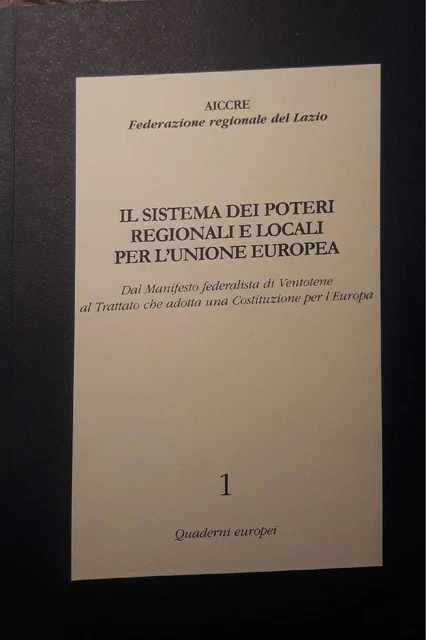 AICCRE
Federazione regionale del Lazio
IL SISTEMA DEI POTERI
REGIONALI E LOCALI
PER L'UNIONE EUROPEA
Dal Manifesto federalista di Ventotene
al Trattato che adotta una Costituzione per l'Europa
1
Quaderni europei